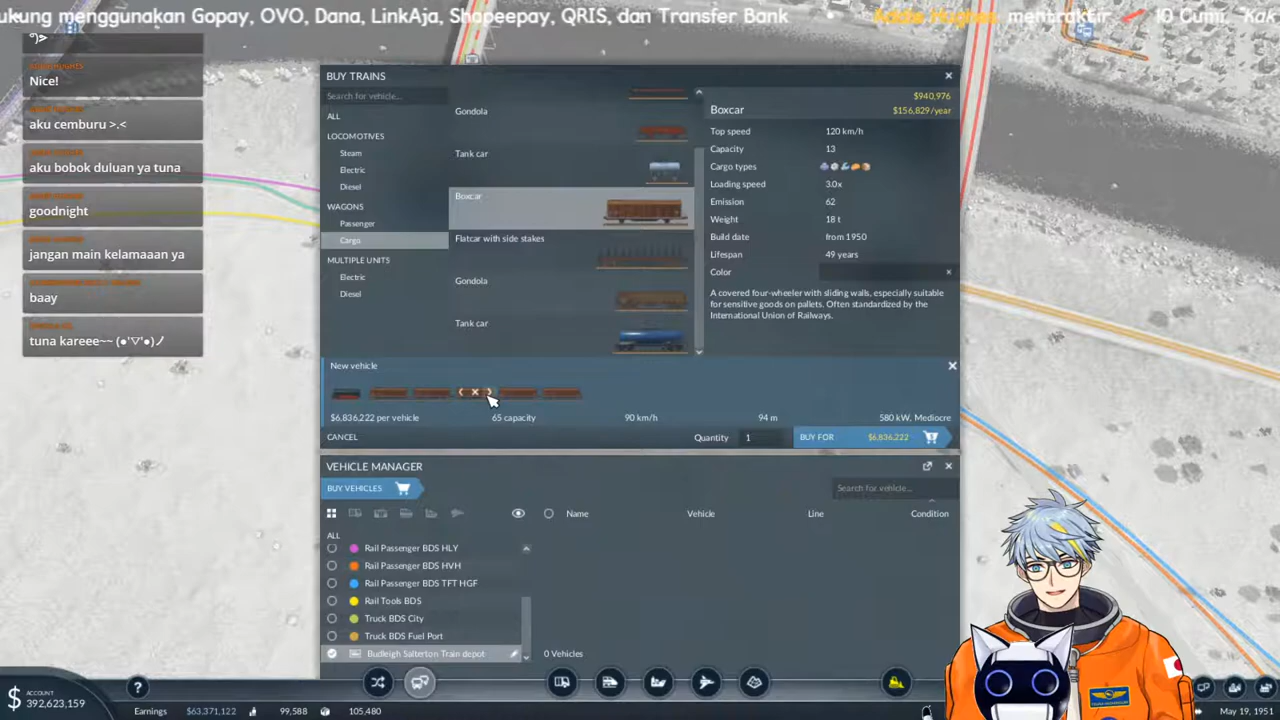 ukung menggunakan Gopay, OVO, Dana, LinkAja, Shapeepay, QRIS, dan Transfer Bank • Adds Hughes mentraktir 10 Cumi, "Kak
Nice!
aku cemburu >.<
aku bobok duluan ya tuna
goodnight
jangan main kelamaaan ya
baay
tuna kareee~~ (●'▽'●)ノ
BUY TRAINS
Search for vehicle...
ALL
LOCOMOTIVES
Steam
Electric
Diesel
WAGONS
Passenger
Cargo
MULTIPLE UNITS
Electric
Diesel
Gondola
Tank car
Boxcar
Flatcar with side stakes
Gondola
Tank car
$940,976
Boxcar
$156,829/year
Top speed 120 km/h
Capacity 13
Cargo types
Loading speed 3.0x
Emission 62
Weight 18 t
Build date from 1950
Lifespan 49 years
Color
A covered four-wheeler with sliding walls, especially suitable
for sensitive goods on pallets. Often standardized by the
International Union of Railways.
New vehicle
$6,836,222 per vehicle 65 capacity 90 km/h 94 m 580 kW, Mediocre
CANCEL Quantity 1 BUY FOR $6,836,222
VEHICLE MANAGER
BUY VEHICLES Search for vehicle...
Name Vehicle Line Condition
ALL
Rail Passenger BDS HLY
Rail Passenger BDS HVH
Rail Passenger BDS TFT HGF
Rail Tools BDS
Truck BDS City
Truck BDS Fuel Port
Budleigh Salterton Train depot 0 Vehicles
$ ACCOUNT
392,623,159
?
Earnings $63,371,122 99,588 105,480 May 19, 1951